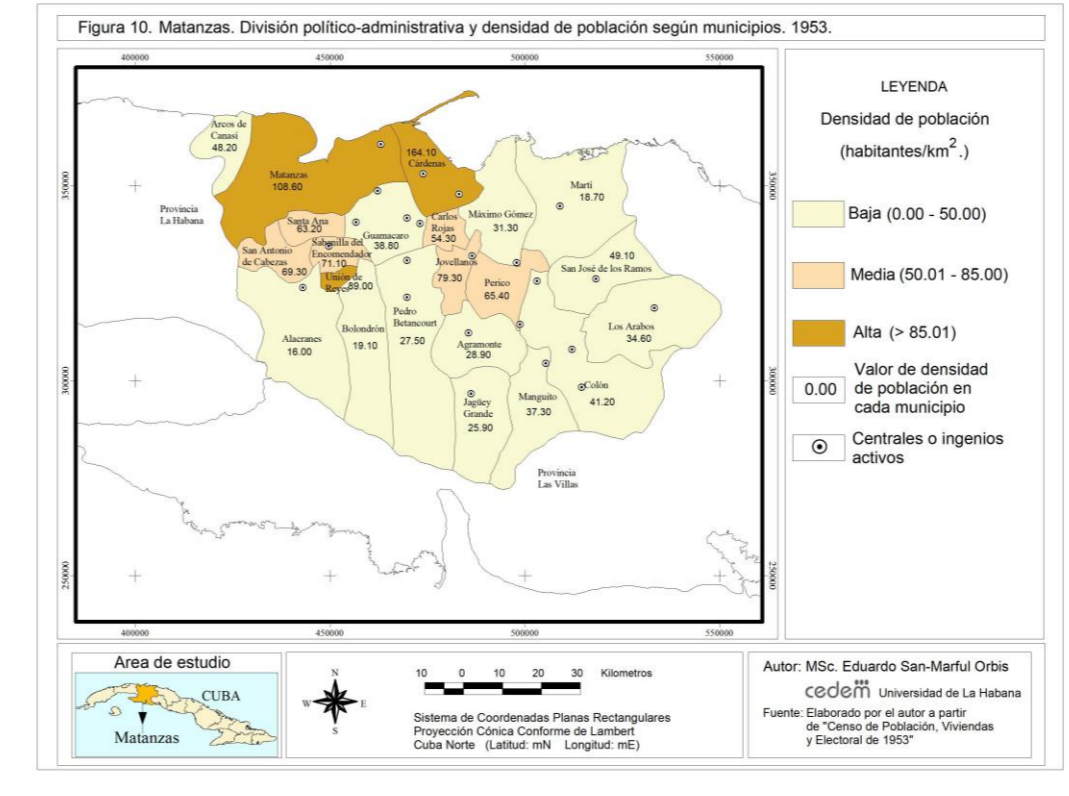 Figura 10. Matanzas. División político-administrativa y densidad de población según municipios. 1953.
400000
450000
500000
550000
350000
350000
300000
300000
250000
250000
400000
450000
500000
550000
Arcos de
Canasí
48.20
Matanzas
108.60
164.10
Cárdenas
Martí
18.70
Provincia
La Habana
Santa Ana
63.20
Guamacaro
38.80
Carlos
Rojas
54.30
Máximo Gómez
31.30
San Antonio
de Cabezas
69.30
Sabanilla del
Encomendador
71.10
Unión de
Reyes
89.00
Jovellanos
79.30
Perico
65.40
49.10
San José de los Ramos
Los Arabos
34.60
Alacranes
16.00
Bolondrón
19.10
Pedro
Betancourt
27.50
Agramonte
28.90
Jagüey
Grande
25.90
Manguito
37.30
Colón
41.20
Provincia
Las Villas
LEYENDA
Densidad de población
(habitantes/km2.)
Baja (0.00 - 50.00)
Media (50.01 - 85.00)
Alta (> 85.01)
0.00
Valor de densidad
de población en
cada municipio
Centrales o ingenios
activos
Area de estudio
CUBA
Matanzas
N
W
E
S
10 0 10 20 30 Kilometros
Sistema de Coordenadas Planas Rectangulares
Proyección Cónica Conforme de Lambert
Cuba Norte (Latitud: mN Longitud: mE)
Autor: MSc. Eduardo San-Marful Orbis
cedem Universidad de La Habana
Fuente: Elaborado por el autor a partir
de "Censo de Población, Viviendas
y Electoral de 1953"